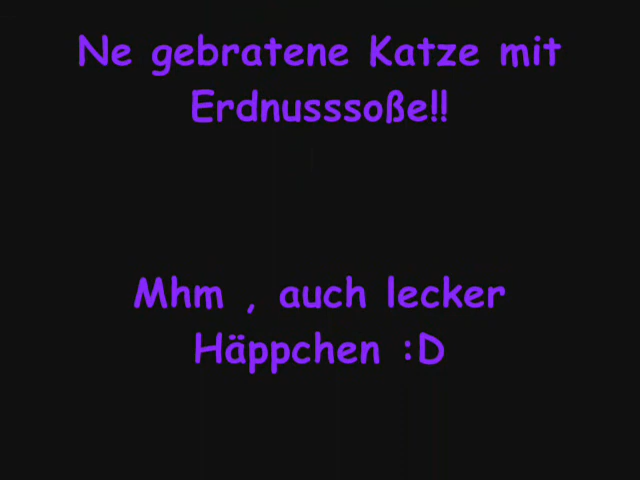 Ne gebratene Katze mit
Erdnusssoße!!
Mhm , auch lecker
Häppchen :D